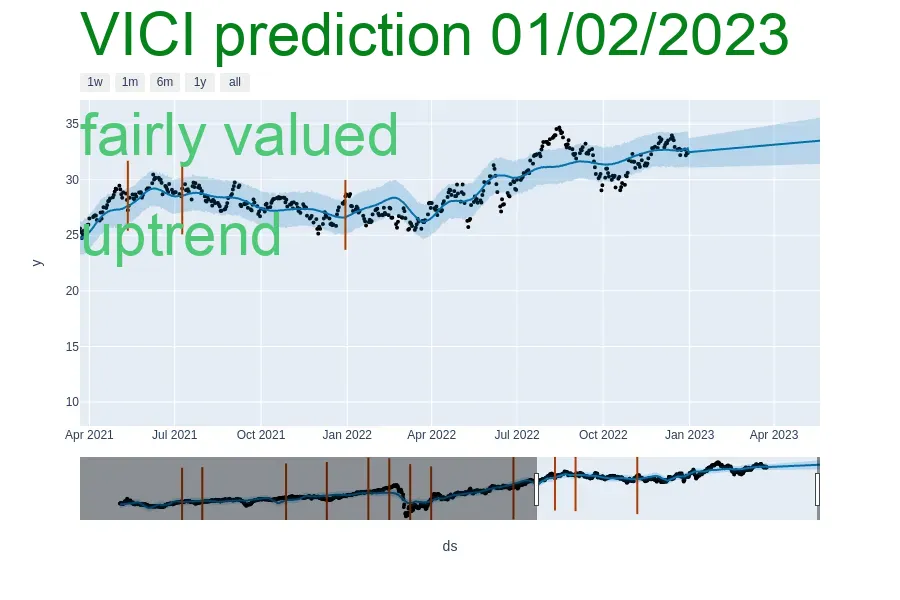 VICI prediction 01/02/2023
1w 1m 6m 1y all
fairly valued
uptrend
35
30
25
20
15
10
y
Apr 2021 Jul 2021 Oct 2021 Jan 2022 Apr 2022 Jul 2022 Oct 2022 Jan 2023 Apr 2023
ds